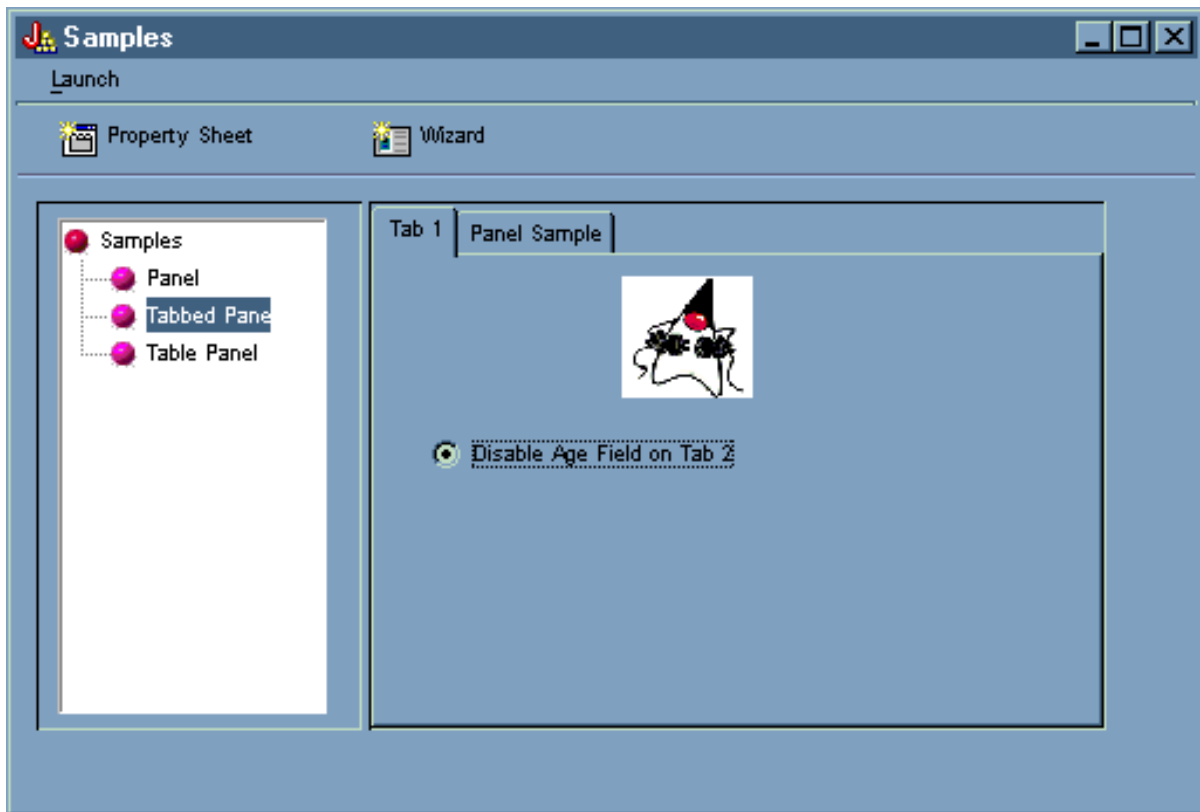 Samples
Launch
Property Sheet
Wizard
Samples
Panel
Tabbed Pane
Table Panel
Tab 1
Panel Sample
Disable Age Field on Tab 2